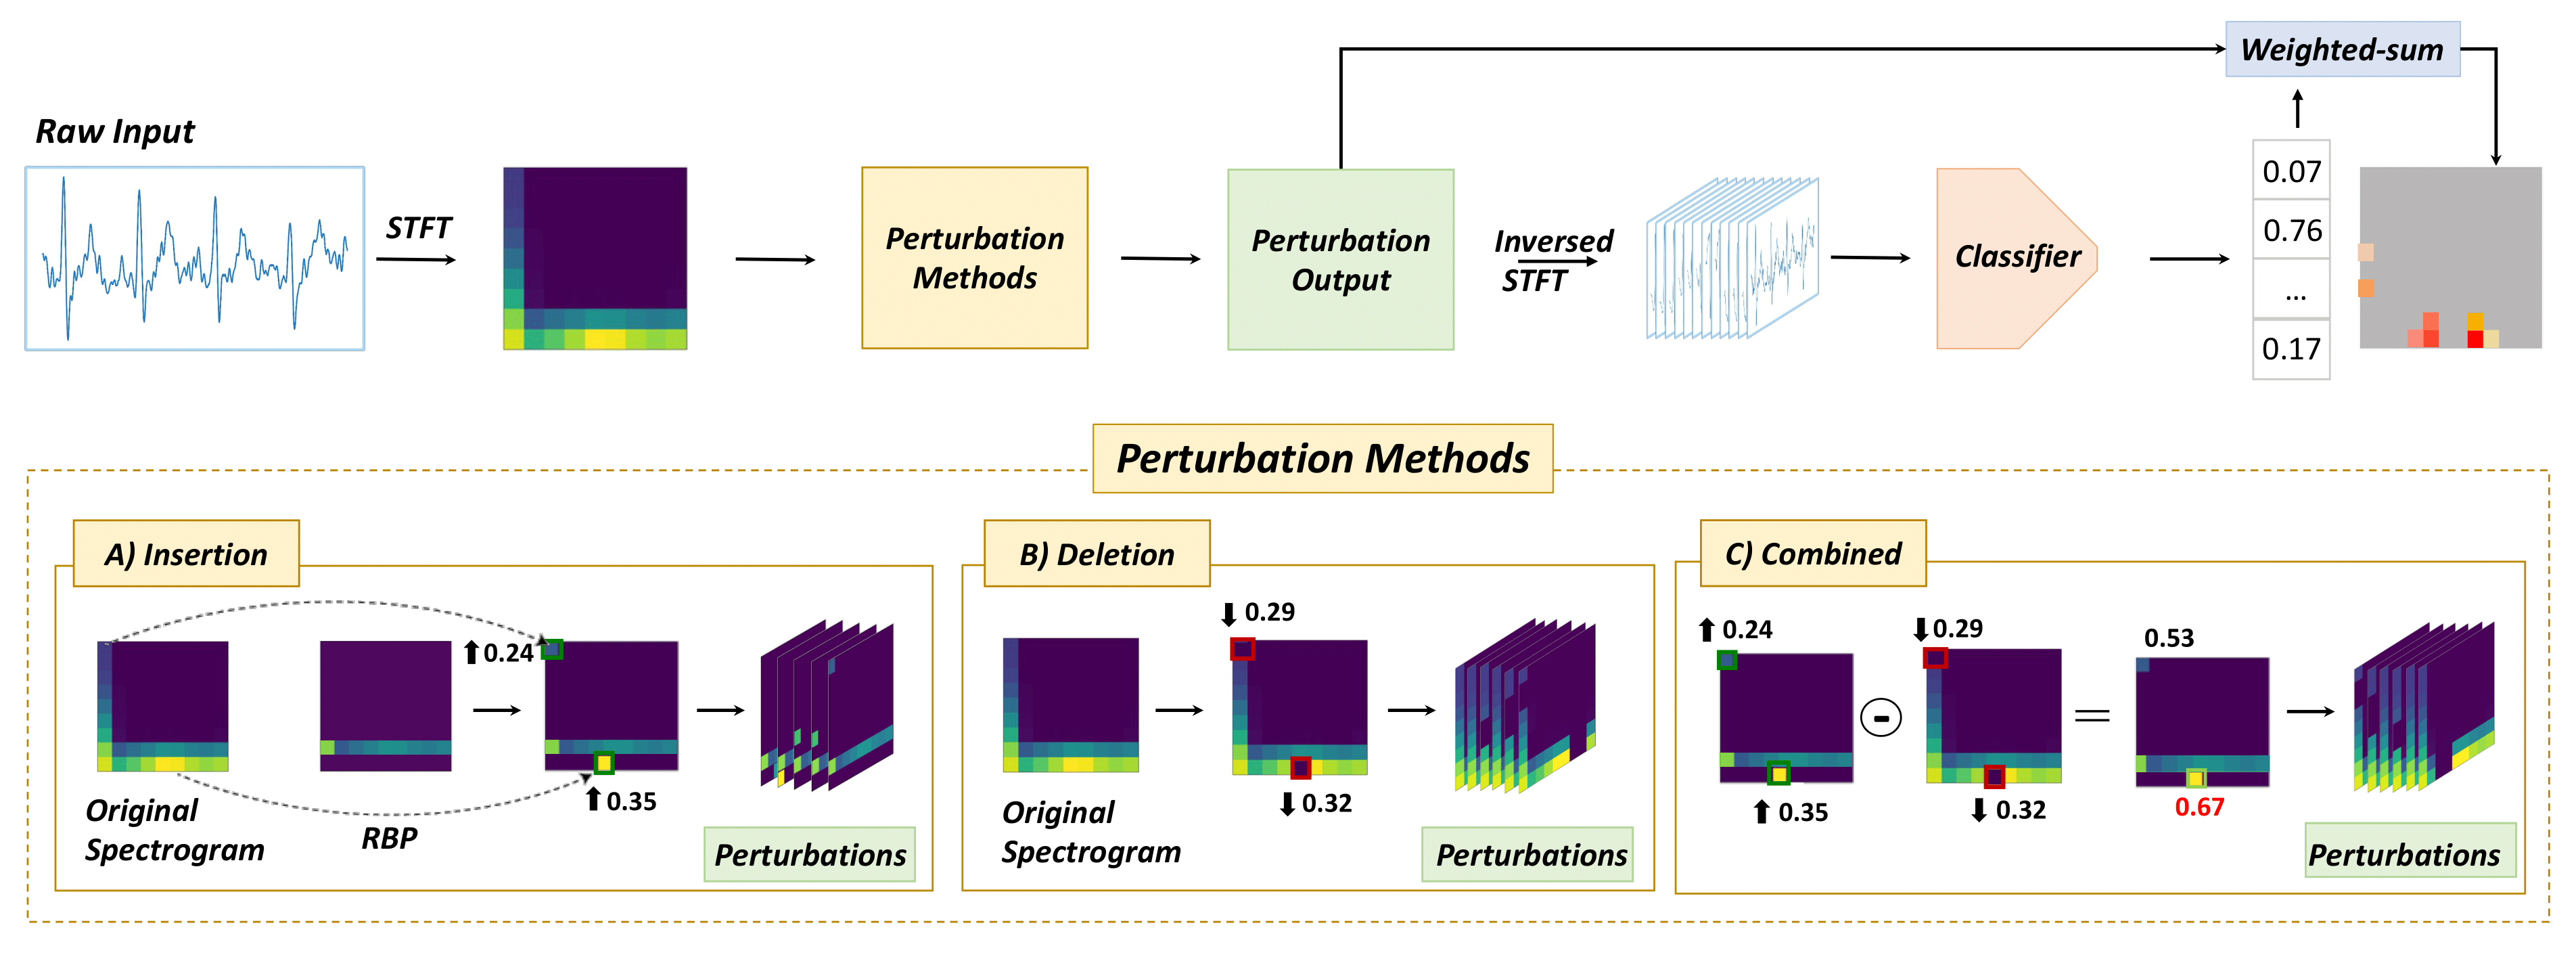 Weighted-sum
Raw Input
STFT
Perturbation
Methods
Perturbation
Output
Inversed
STFT
Classifier
0.07
0.76
...
0.17
Perturbation Methods
A) Insertion
0.24
0.35
Original
Spectrogram
RBP
Perturbations
B) Deletion
0.29
0.32
Original
Spectrogram
Perturbations
C) Combined
0.24
0.29
0.53
-
=
0.35
0.32
0.67
Perturbations